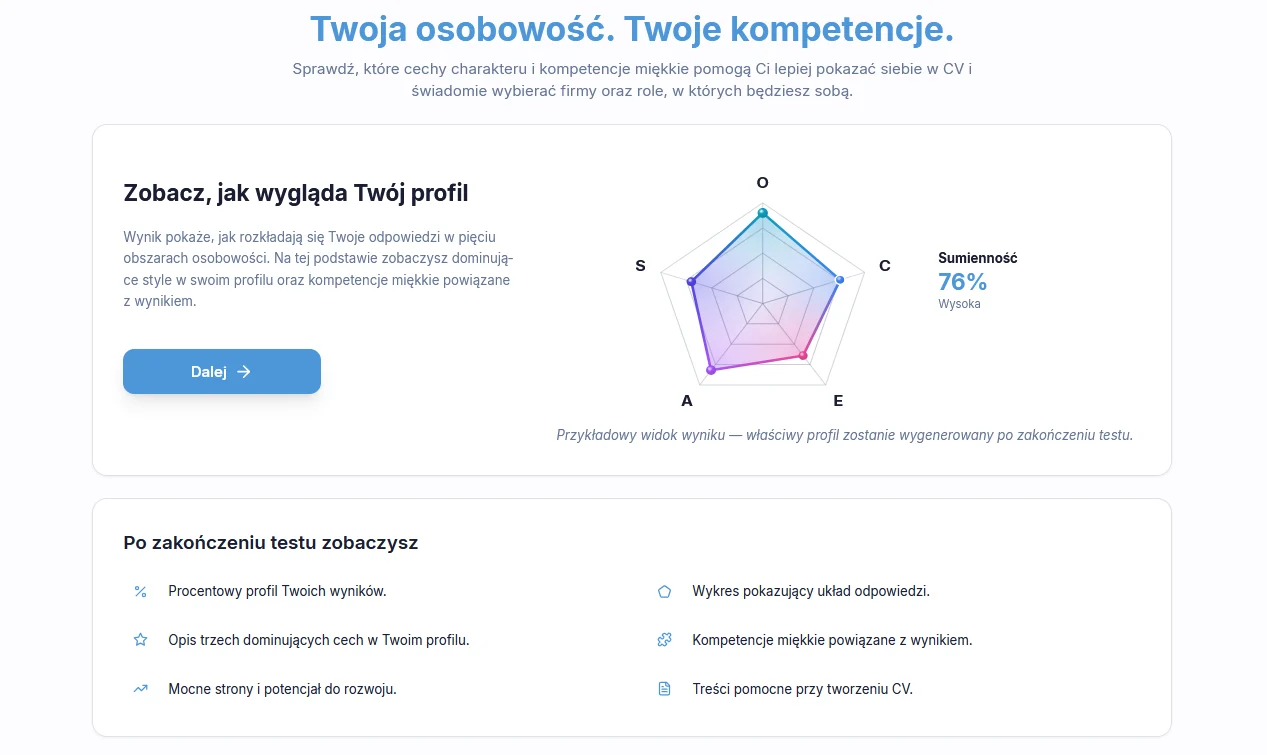 Twoja osobowość. Twoje kompetencje.
Sprawdź, które cechy charakteru i kompetencje miękkie pomogą Ci lepiej pokazać siebie w CV i
świadomie wybierać firmy oraz role, w których będziesz sobą.
Zobacz, jak wygląda Twój profil
Wynik pokaże, jak rozkładają się Twoje odpowiedzi w pięciu
obszarach osobowości. Na tej podstawie zobaczysz dominują-
ce style w swoim profilu oraz kompetencje miękkie powiązane
z wynikiem.
Dalej
O
S
C
A
E
Sumienność
76%
Wysoka
Przykładowy widok wyniku — właściwy profil zostanie wygenerowany po zakończeniu testu.
Po zakończeniu testu zobaczysz
Procentowy profil Twoich wyników.
Wykres pokazujący układ odpowiedzi.
Opis trzech dominujących cech w Twoim profilu.
Kompetencje miękkie powiązane z wynikiem.
Mocne strony i potencjał do rozwoju.
Treści pomocne przy tworzeniu CV.